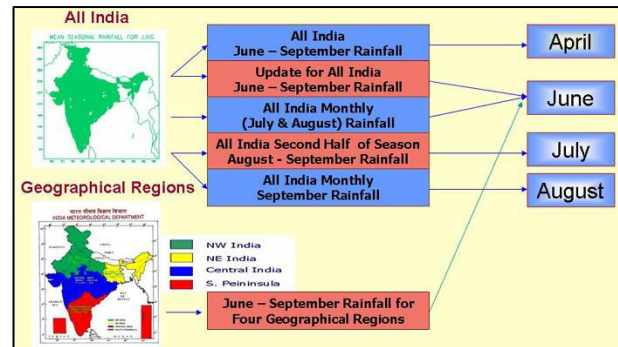 All India
MEAN SEASONAL RAINFALL FOR JJAS
All India
June – September Rainfall
Update for All India
June – September Rainfall
All India Monthly
(July & August) Rainfall
All India Second Half of Season
August - September Rainfall
All India Monthly
September Rainfall
April
June
July
August
Geographical Regions
भारत मौसम विज्ञान विभाग
INDIA METEOROLOGICAL DEPARTMENT
NW India
NE India
Central India
S. Peininsula
June – September Rainfall for
Four Geographical Regions